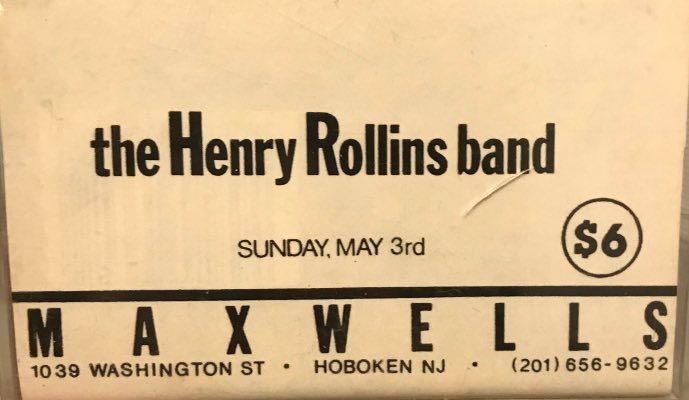 the Henry Rollins band
SUNDAY, MAY 3rd
$6
MAXWELLS
1039 WASHINGTON ST • HOBOKEN NJ • (201) 656-9632